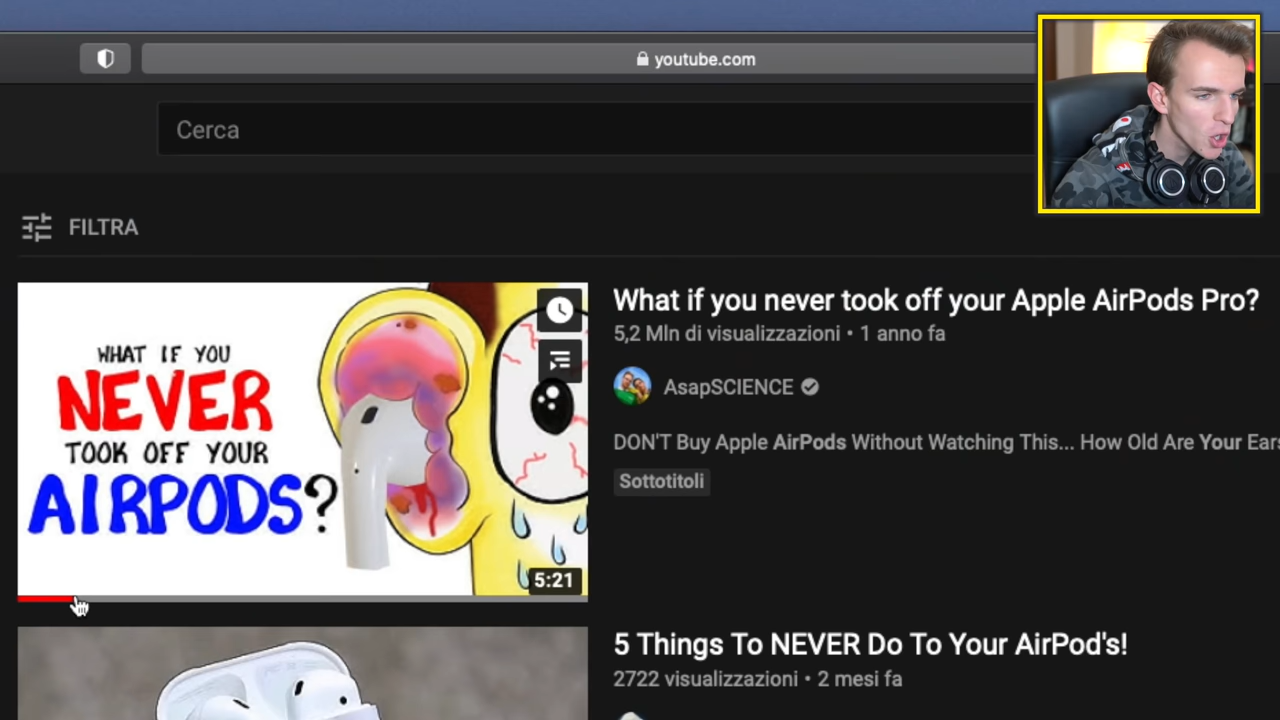 youtube.com
Cerca
FILTRA
WHAT IF YOU
NEVER
TOOK OFF YOUR
AIRPODS?
5:21
What if you never took off your Apple AirPods Pro?
5,2 Mln di visualizzazioni • 1 anno fa
AsapSCIENCE
DON'T Buy Apple AirPods Without Watching This... How Old Are Your Ears
Sottotitoli
5 Things To NEVER Do To Your AirPod's!
2722 visualizzazioni • 2 mesi fa